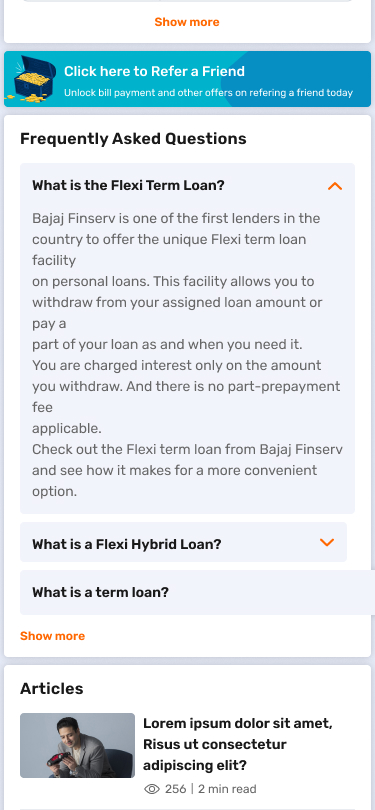 Show more
Click here to Refer a Friend
Unlock bill payment and other offers on refering a friend today
Frequently Asked Questions
What is the Flexi Term Loan?
Bajaj Finserv is one of the first lenders in the
country to offer the unique Flexi term loan
facility
on personal loans. This facility allows you to
withdraw from your assigned loan amount or
pay a
part of your loan as and when you need it.
You are charged interest only on the amount
you withdraw. And there is no part-prepayment
fee
applicable.
Check out the Flexi term loan from Bajaj Finserv
and see how it makes for a more convenient
option.
What is a Flexi Hybrid Loan?
What is a term loan?
Show more
Articles
Lorem ipsum dolor sit amet,
Risus ut consectetur
adipiscing elit?
256 | 2 min read